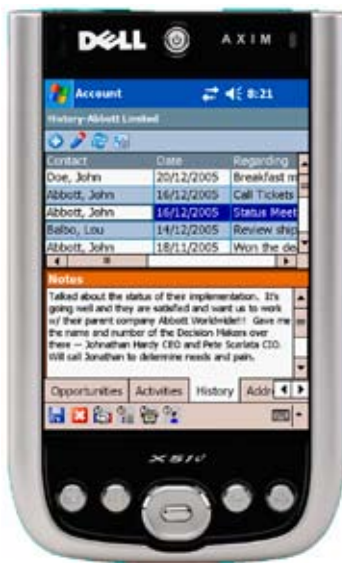 DELL AXIM
Account 8:21
History-Abbott Limited
Contact Date Regarding
Doe, John 20/12/2005 Breakfast m
Abbott, John 16/12/2005 Call Tickets
Abbott, John 16/12/2005 Status Meet
Balbo, Lou 14/12/2005 Review ship
Abbott, John 18/11/2005 Won the de
Notes
Talked about the status of their implementation. It's
going well and they are satisfied and want us to work
w/ their parent company Abbott Worldwide!!! Gave me
the name and number of the Decision Makers over
there -- Johnathan Hardy CEO and Pete Scarlata CIO.
Will call Jonathan to determine needs and pain.
Opportunities Activities History Addre
X51v